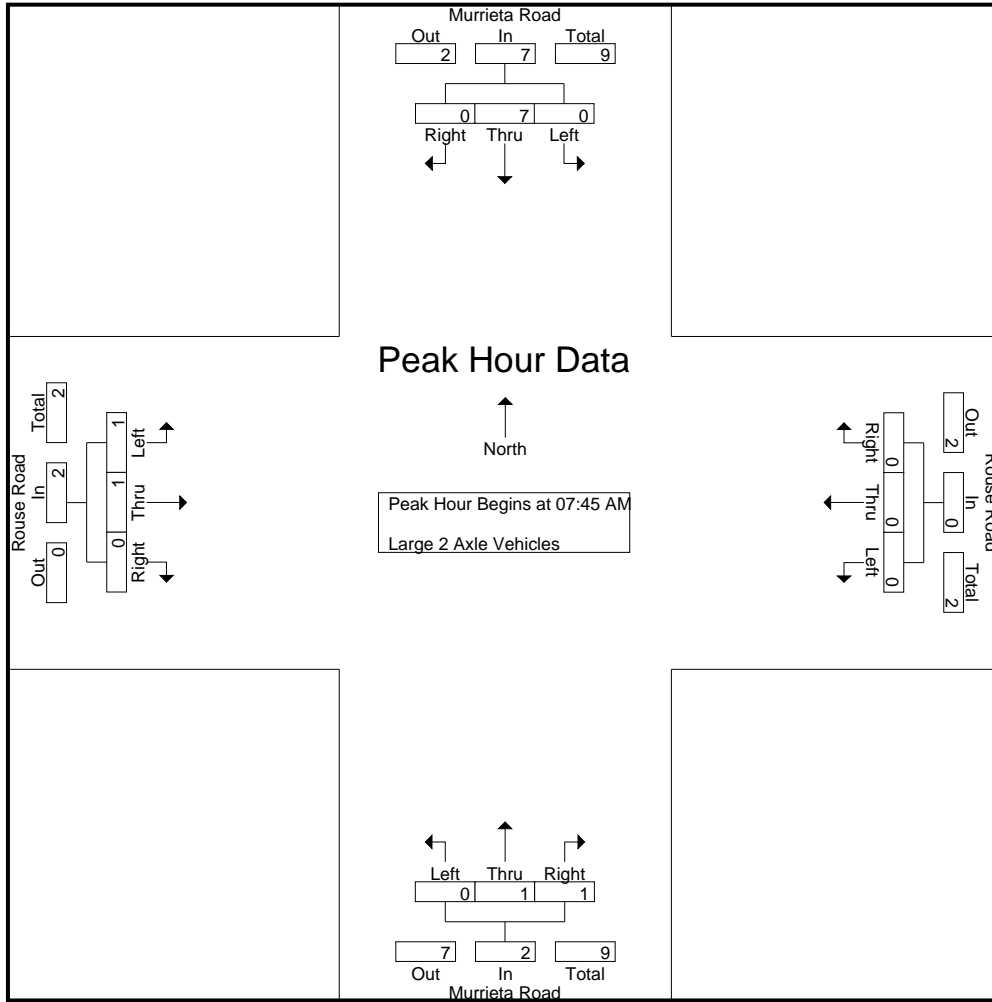 Murrieta Road
Out In Total
2 7 9
0 7 0
Right Thru Left
Peak Hour Data
North
Peak Hour Begins at 07:45 AM
Large 2 Axle Vehicles
Rouse Road
Out In Total
0 2 2
Left Thru Right
1 1 0
Rouse Road
Out In Total
2 0 2
Right Thru Left
0 0 0
Left Thru Right
0 1 1
7 2 9
Out In Total
Murrieta Road